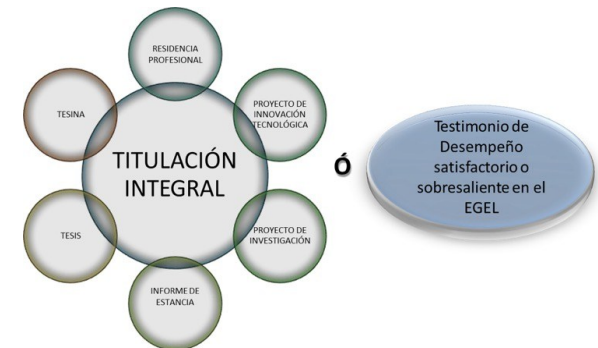 RESIDENCIA
PROFESIONAL
PROYECTO DE
INNOVACIÓN
TECNOLÓGICA
PROYECTO DE
INVESTIGACIÓN
INFORME DE
ESTANCIA
TESIS
TESINA
TITULACIÓN
INTEGRAL
Ó
Testimonio de
Desempeño
satisfactorio o
sobresaliente en el
EGEL